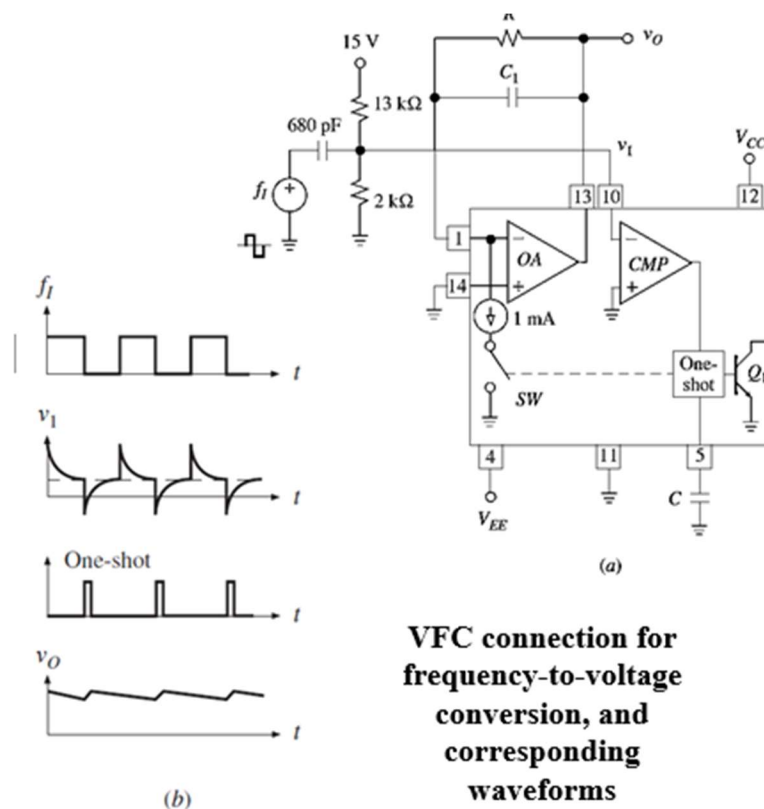 v_O
15 V
C_1
13 kΩ
680 pF
v_I
V_CC
f_I
2 kΩ
13 10 12
1
OA
CMP
14
1 mA
One-
shot
SW
4 11 5
V_EE
C
(a)
f_I
t
v_1
t
One-shot
t
v_O
t
(b)
VFC connection for
frequency-to-voltage
conversion, and
corresponding
waveforms